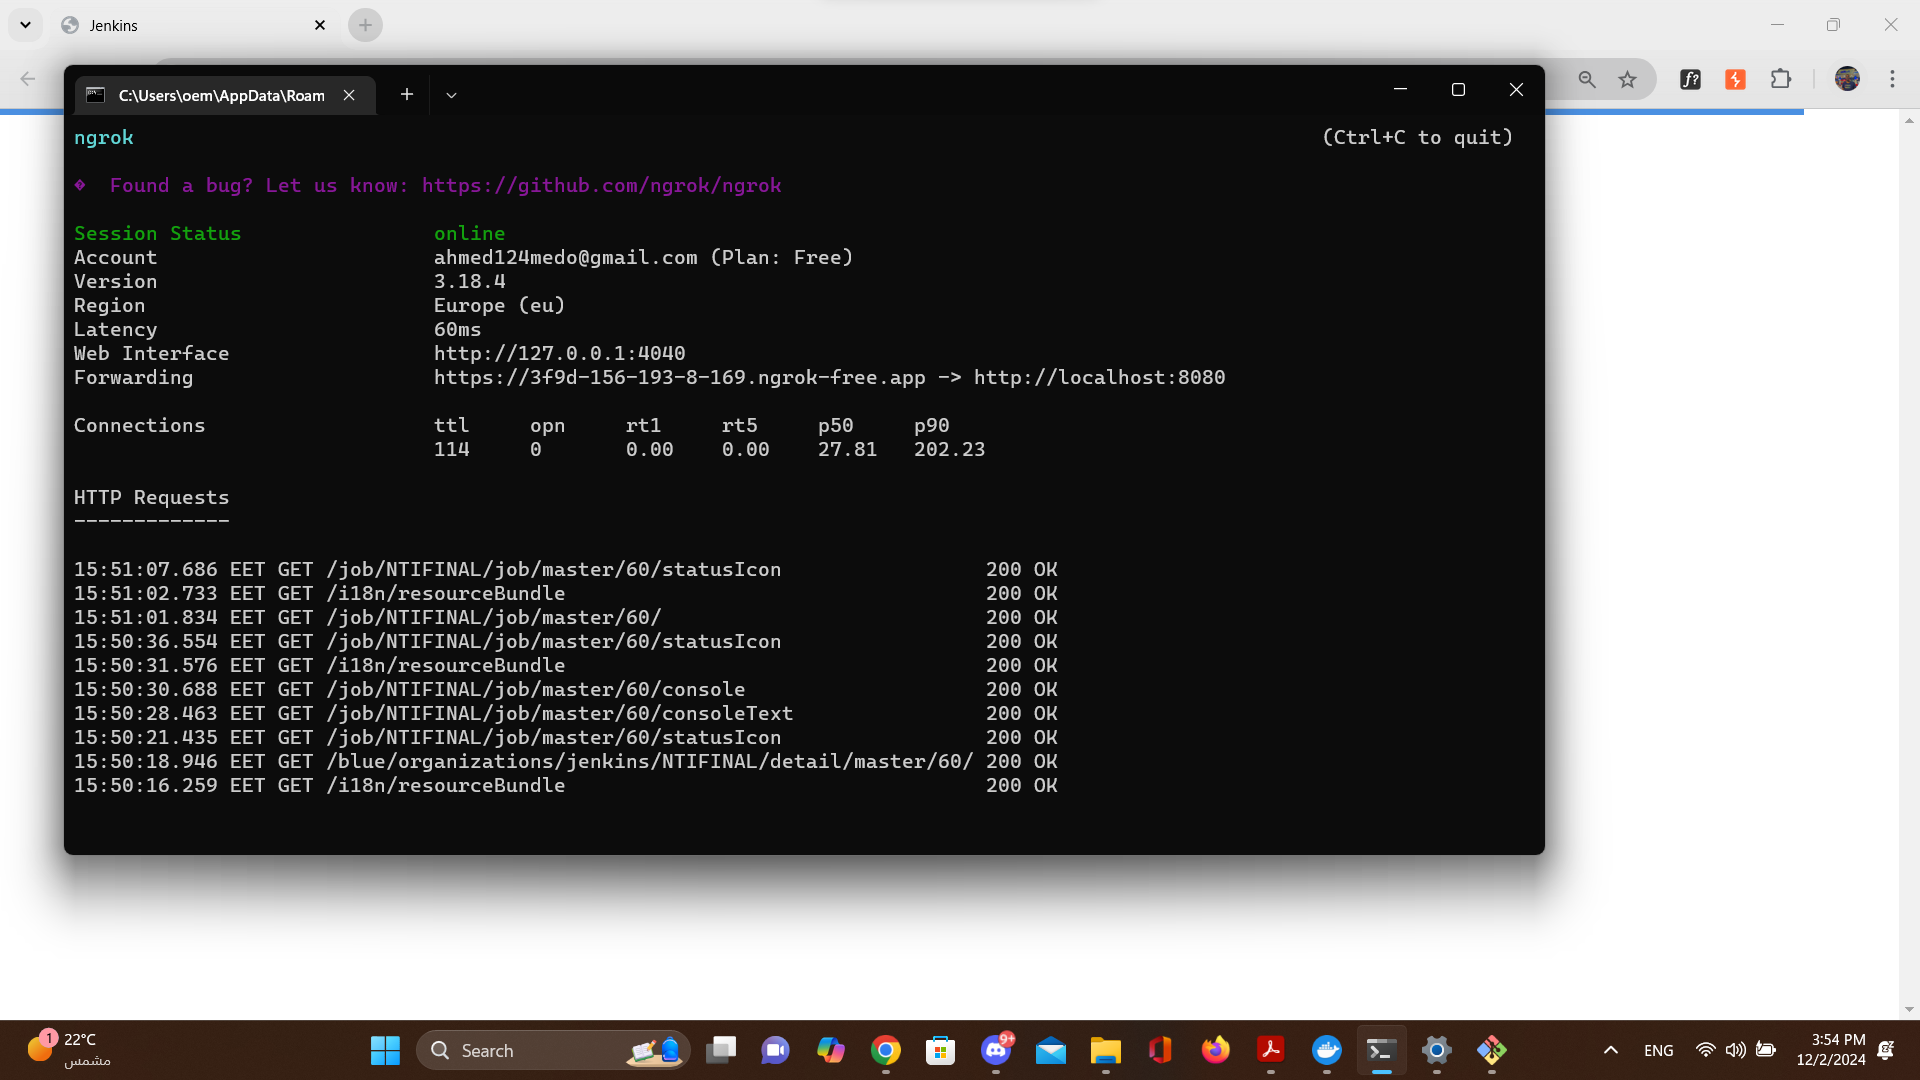 Jenkins
C:\Users\oem\AppData\Roam
ngrok (Ctrl+C to quit)
� Found a bug? Let us know: https://github.com/ngrok/ngrok
Session Status online
Account ahmed124medo@gmail.com (Plan: Free)
Version 3.18.4
Region Europe (eu)
Latency 60ms
Web Interface http://127.0.0.1:4040
Forwarding https://3f9d-156-193-8-169.ngrok-free.app -> http://localhost:8080
Connections ttl opn rt1 rt5 p50 p90
114 0 0.00 0.00 27.81 202.23
HTTP Requests
-------------
15:51:07.686 EET GET /job/NTIFINAL/job/master/60/statusIcon 200 OK
15:51:02.733 EET GET /i18n/resourceBundle 200 OK
15:51:01.834 EET GET /job/NTIFINAL/job/master/60/ 200 OK
15:50:36.554 EET GET /job/NTIFINAL/job/master/60/statusIcon 200 OK
15:50:31.576 EET GET /i18n/resourceBundle 200 OK
15:50:30.688 EET GET /job/NTIFINAL/job/master/60/console 200 OK
15:50:28.463 EET GET /job/NTIFINAL/job/master/60/consoleText 200 OK
15:50:21.435 EET GET /job/NTIFINAL/job/master/60/statusIcon 200 OK
15:50:18.946 EET GET /blue/organizations/jenkins/NTIFINAL/detail/master/60/ 200 OK
15:50:16.259 EET GET /i18n/resourceBundle 200 OK
1
22°C
مشمس
Search
9+
ENG
3:54 PM
12/2/2024